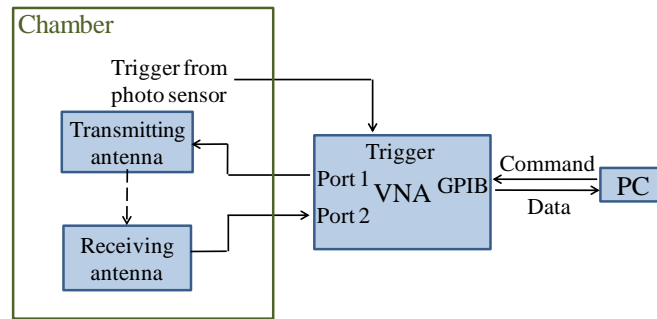 Chamber
Trigger from
photo sensor
Transmitting
antenna
Trigger
Port 1
VNA
GPIB
Command
PC
Port 2
Data
Receiving
antenna